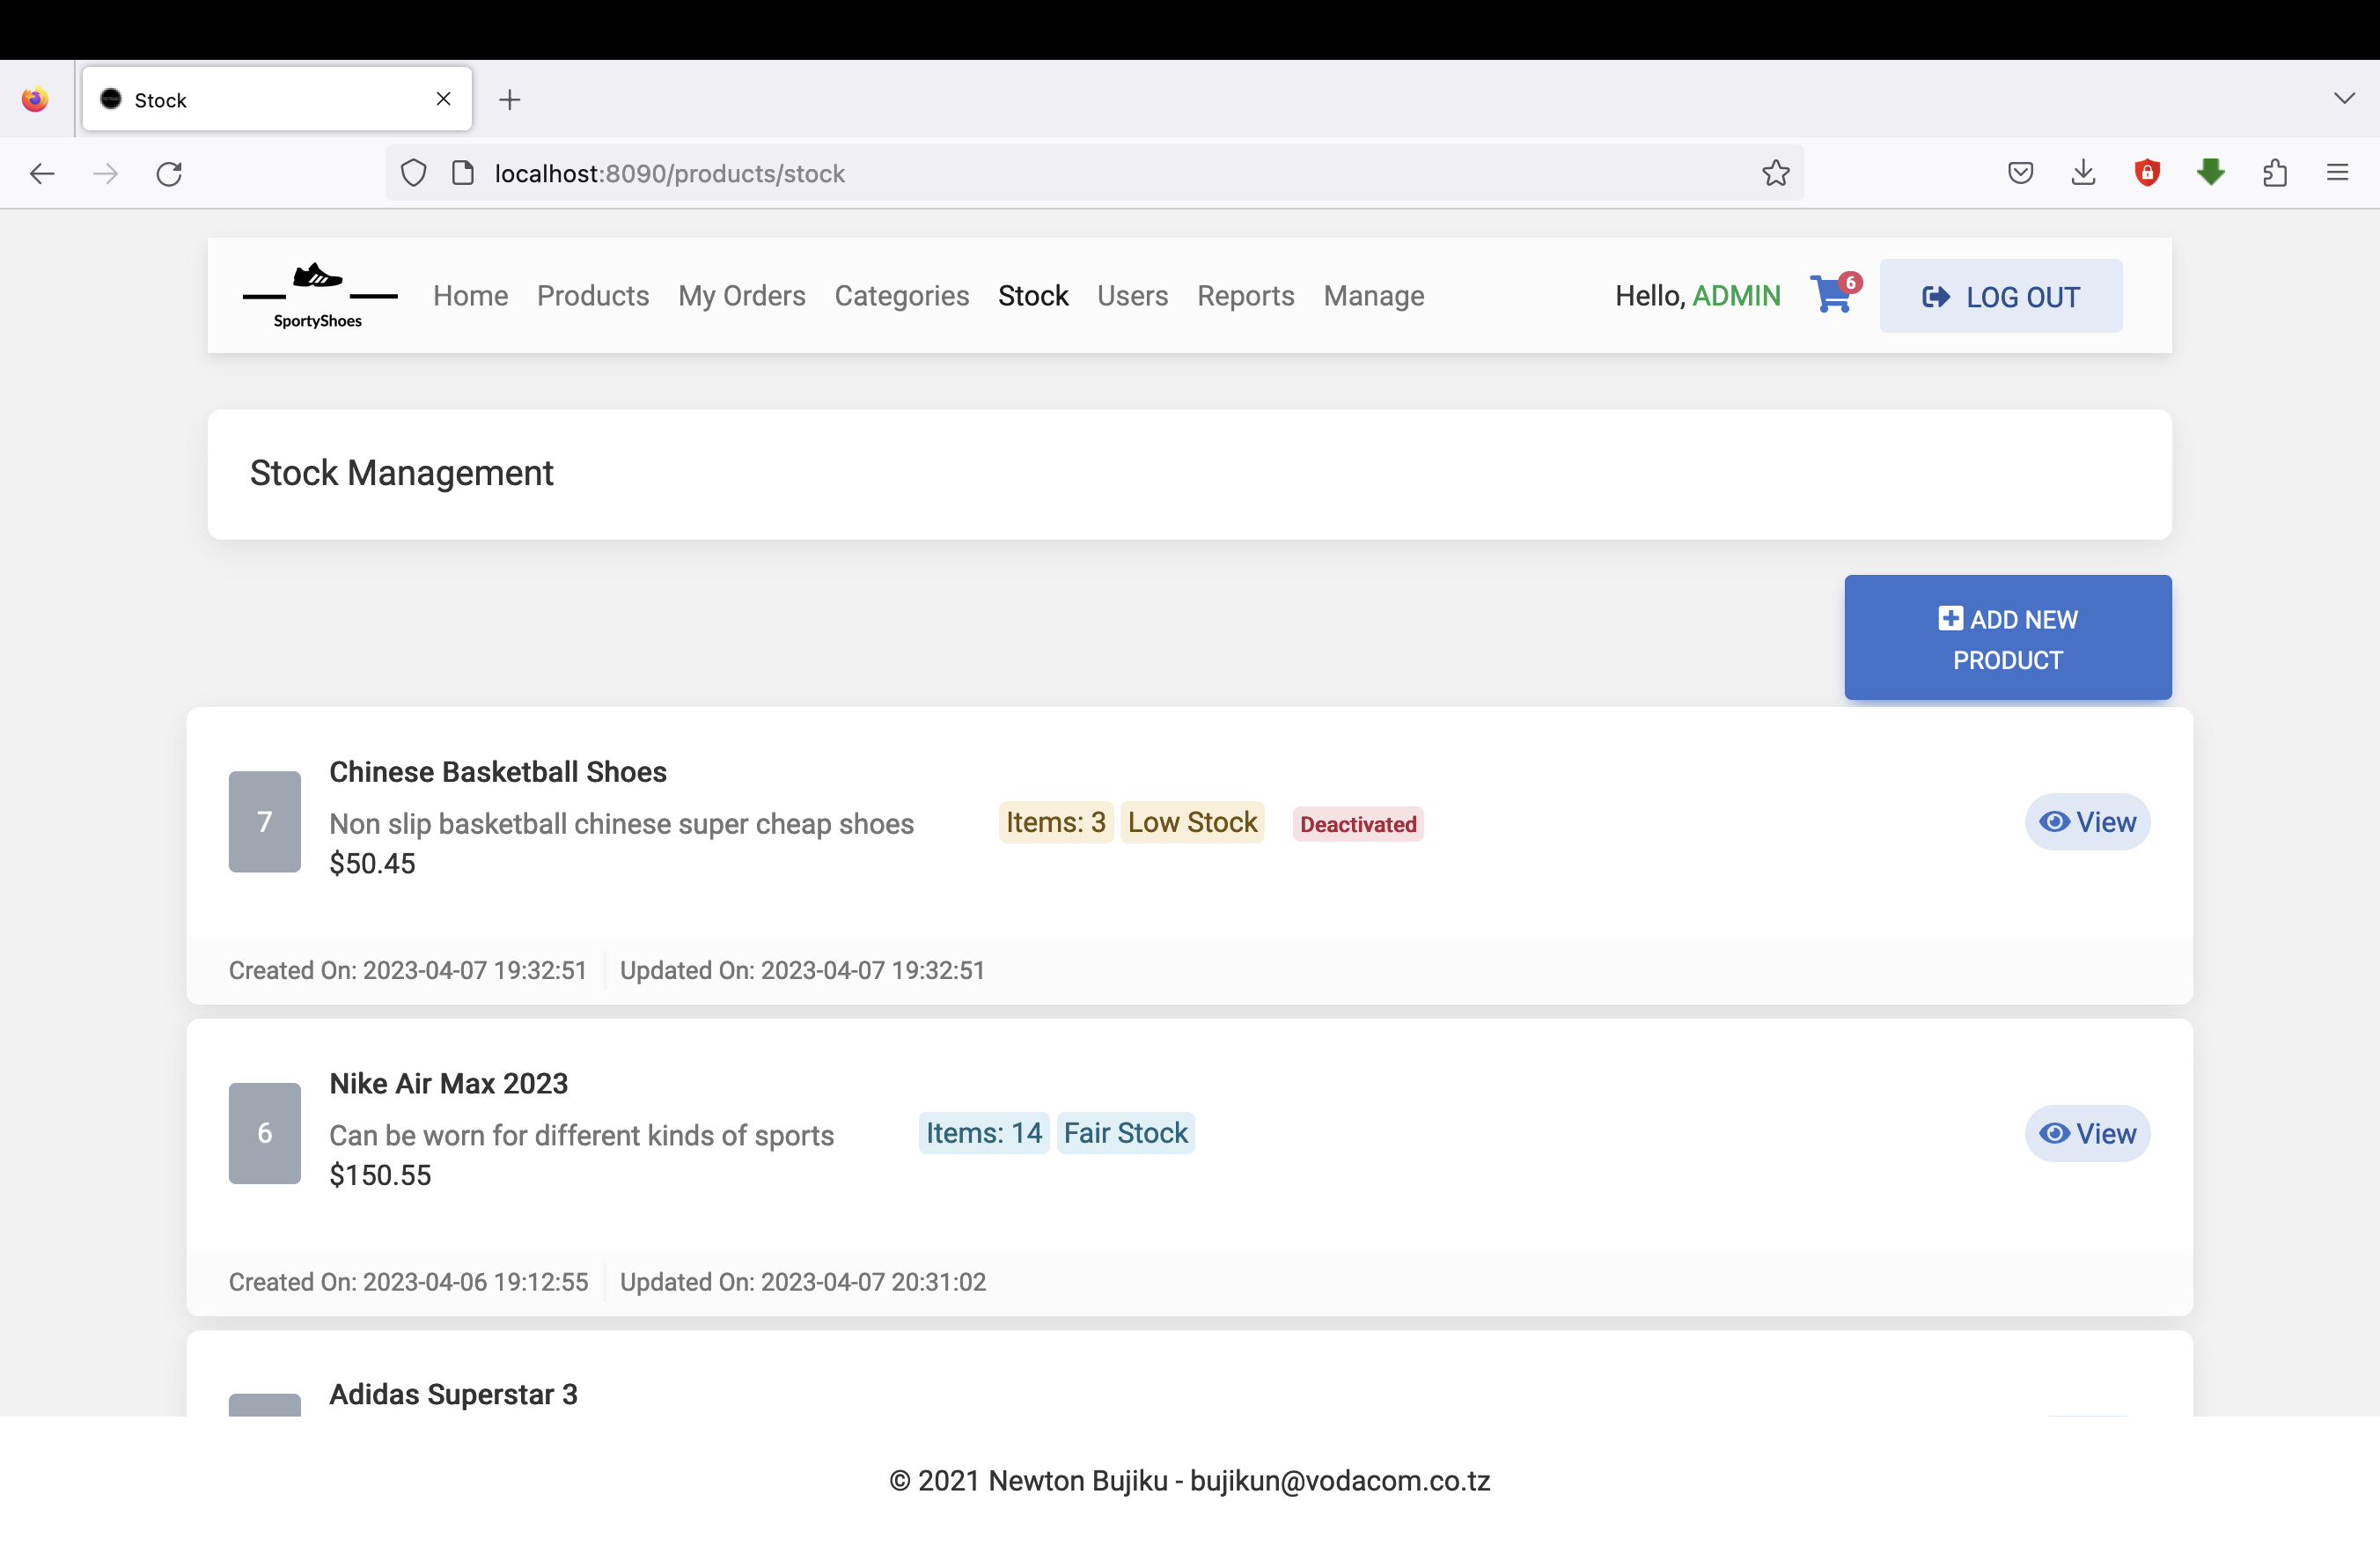 Stock
localhost:8090/products/stock
SportyShoes
Home Products My Orders Categories Stock Users Reports Manage
Hello, ADMIN 6 LOG OUT
Stock Management
ADD NEW
PRODUCT
7
Chinese Basketball Shoes
Non slip basketball chinese super cheap shoes
$50.45
Items: 3 Low Stock Deactivated
View
Created On: 2023-04-07 19:32:51 Updated On: 2023-04-07 19:32:51
6
Nike Air Max 2023
Can be worn for different kinds of sports
$150.55
Items: 14 Fair Stock
View
Created On: 2023-04-06 19:12:55 Updated On: 2023-04-07 20:31:02
Adidas Superstar 3
© 2021 Newton Bujiku - bujikun@vodacom.co.tz